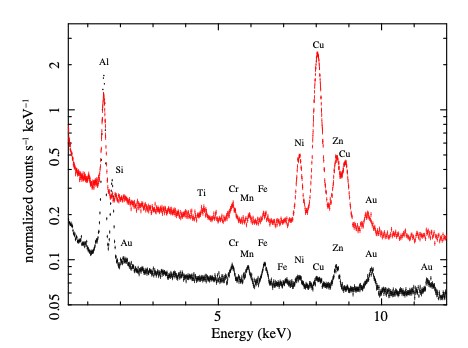 Cu
Al
2
Ni
Zn
Cu
1
Si
Ti
Cr
Mn
Fe
Au
0.5
0.2
Au
Cr
Mn
Fe
Fe
Ni
Cu
Zn
Au
Au
0.1
0.05
normalized counts s⁻¹ keV⁻¹
5
10
Energy (keV)